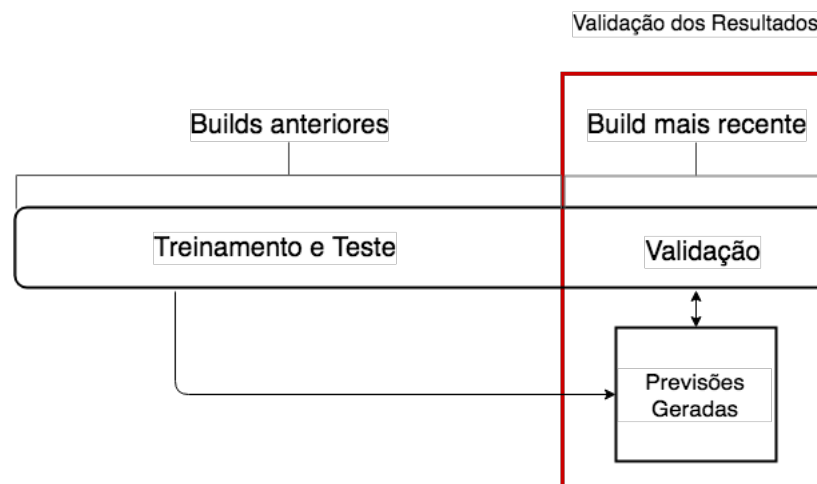 Validação dos Resultados
Builds anteriores
Build mais recente
Treinamento e Teste
Validação
Previsões
Geradas